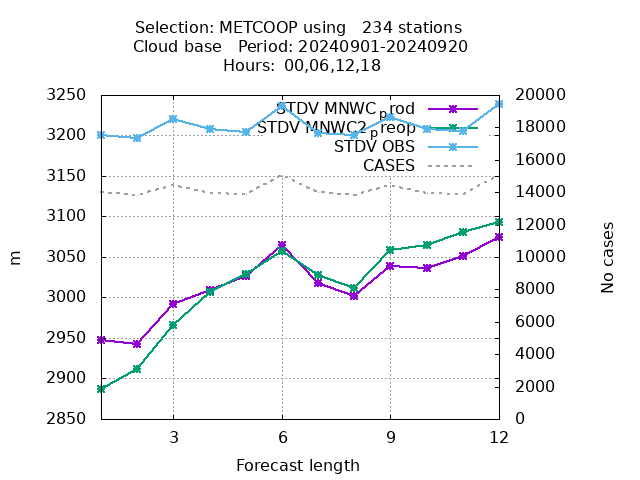 Selection: METCOOP using   234 stations
Cloud base   Period: 20240901-20240920
Hours: 00,06,12,18
3250
3200
3150
3100
3050
3000
2950
2900
2850
m
STDV MNWC_prod
STDV MNWC2_preop
STDV OBS
CASES
20000
18000
16000
14000
12000
10000
8000
6000
4000
2000
0
No cases
3 6 9 12
Forecast length